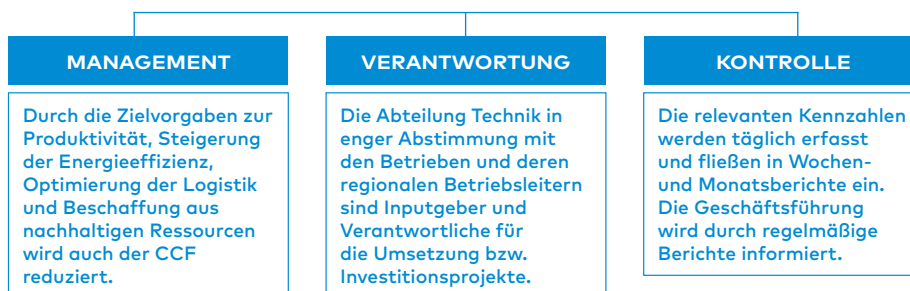 MANAGEMENT
Durch die Zielvorgaben zur
Produktivität, Steigerung
der Energieeffizienz,
Optimierung der Logistik
und Beschaffung aus
nachhaltigen Ressourcen
wird auch der CCF
reduziert.
VERANTWORTUNG
Die Abteilung Technik in
enger Abstimmung mit
den Betrieben und deren
regionalen Betriebsleitern
sind Inputgeber und
Verantwortliche für
die Umsetzung bzw.
Investitionsprojekte.
KONTROLLE
Die relevanten Kennzahlen
werden täglich erfasst
und fließen in Wochen-
und Monatsberichte ein.
Die Geschäftsführung
wird durch regelmäßige
Berichte informiert.